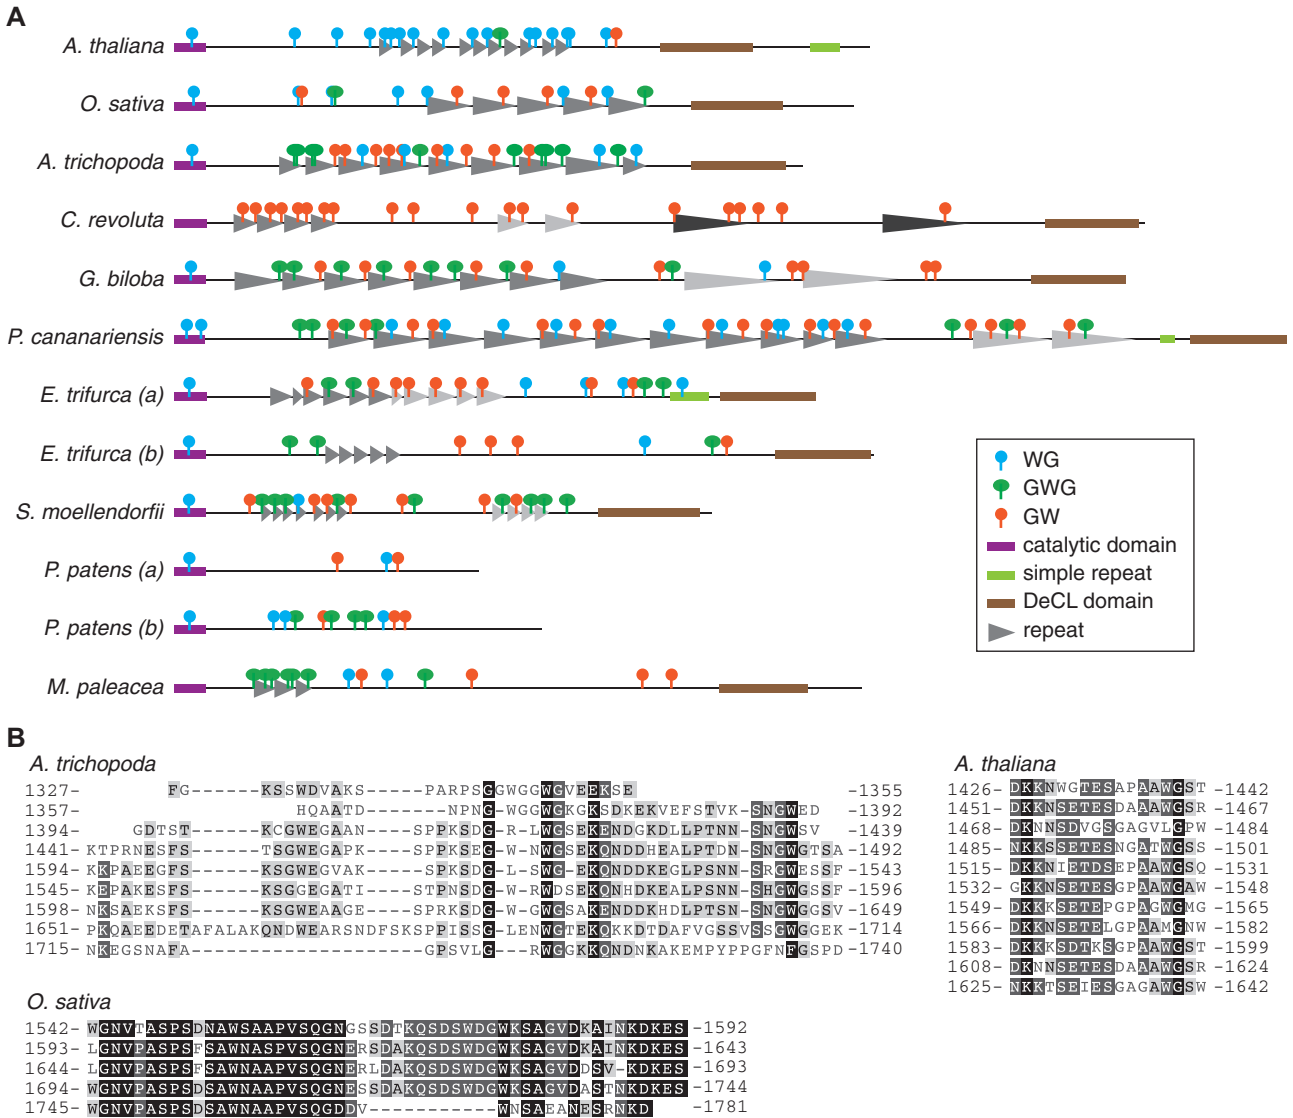 A
A. thaliana
O. sativa
A. trichopoda
C. revoluta
G. biloba
P. cananariensis
E. trifurca (a)
E. trifurca (b)
S. moellendorfii
P. patens (a)
P. patens (b)
M. paleacea
WG
GWG
GW
catalytic domain
simple repeat
DeCL domain
repeat
B
A. trichopoda
1327- FG------KSSWDVAKS-----PARPSGGWGGWGVEEKSE -1355
1357- HQAATD-------NPNG-WGGWGKGKSDKEKVEFSTVK-SNGWED -1392
1394- GDTST------KCGWEGAAN-----SPPKSDG-R-LWGSEKENDGKDLLPTNN-SNGWSV -1439
1441- KTPRNESFS------TSGWEGAPK-----SPPKSDG-W-NWGSEKQNDDHEALPTDN-SNGWGTSA -1492
1594- KKPAEEGFS------KSGWEGVAK-----SPPKSDG-L-SWG-EKENDDKEGLPTNN-SRGWESSF -1543
1545- KEPAKESFS------KSGGEGATI-----STPNSDG-W-RWDSEKQNHDKEALPSNN-SHGWGSSF -1596
1598- NKSAEKSFS------KSGWEAAGE-----SPRKSDG-W-GWGSAKENDDKHDLPTSN-SNGWGGSV -1649
1651- PKQAEEDETAFALAKQNDWEARSNDFSKSPPISSG-LENWGTEKQKKDTDAFVGSSVSSGWGGEK -1714
1715- NKEGSNAFA--------------------GPSVLG---RWGGKKQNDNKAKEMPYPPGFNFGSPD -1740
A. thaliana
1426- DKKNWGTESAPAAWGST -1442
1451- DKKNSETESDAAAWGSR -1467
1468- DKNNSDVGSGAGVLGPW -1484
1485- NKKSSETESNGATWGSS -1501
1515- DKKNIETDSEPAAWGSQ -1531
1532- GKKNSETESGPAAWGAW -1548
1549- DKKKSETEPGPAGWGMG -1565
1566- DKKNSETELGPAAMGNW -1582
1583- DKKKSDTKSGPAAWGST -1599
1608- DKNNSETESDAAAWGSR -1624
1625- NKKTSEIESGAGAWGSW -1642
O. sativa
1542- WGNVTASPSDNAWSAAPVSQGNGSSDTKQSDSWDGWKSAGVDKAINKDKES -1592
1593- LGNVPASPSFSAWNASPVSQGNERSDAKQSDSWDGWKSAGVDKAINKDKES -1643
1644- LGNVPASPSFSAWNAAPVSQGNERLDAKQSDSWDGWKSAGVDDSV-KDKES -1693
1694- WGNVPASPSDSAWNAAPVSQGNESSDAKQSDSWDGWKSAGVDASTNKDKES -1744
1745- WGNVPASPSDSAWNAAPVSQGDDV-----------WNSAEANESRNKD -1781